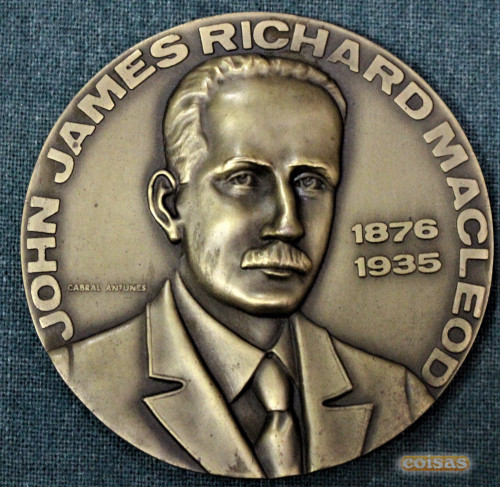 JOHN JAMES RICHARD MACLEOD
1876
1935
CABRAL ANTUNES
coisas